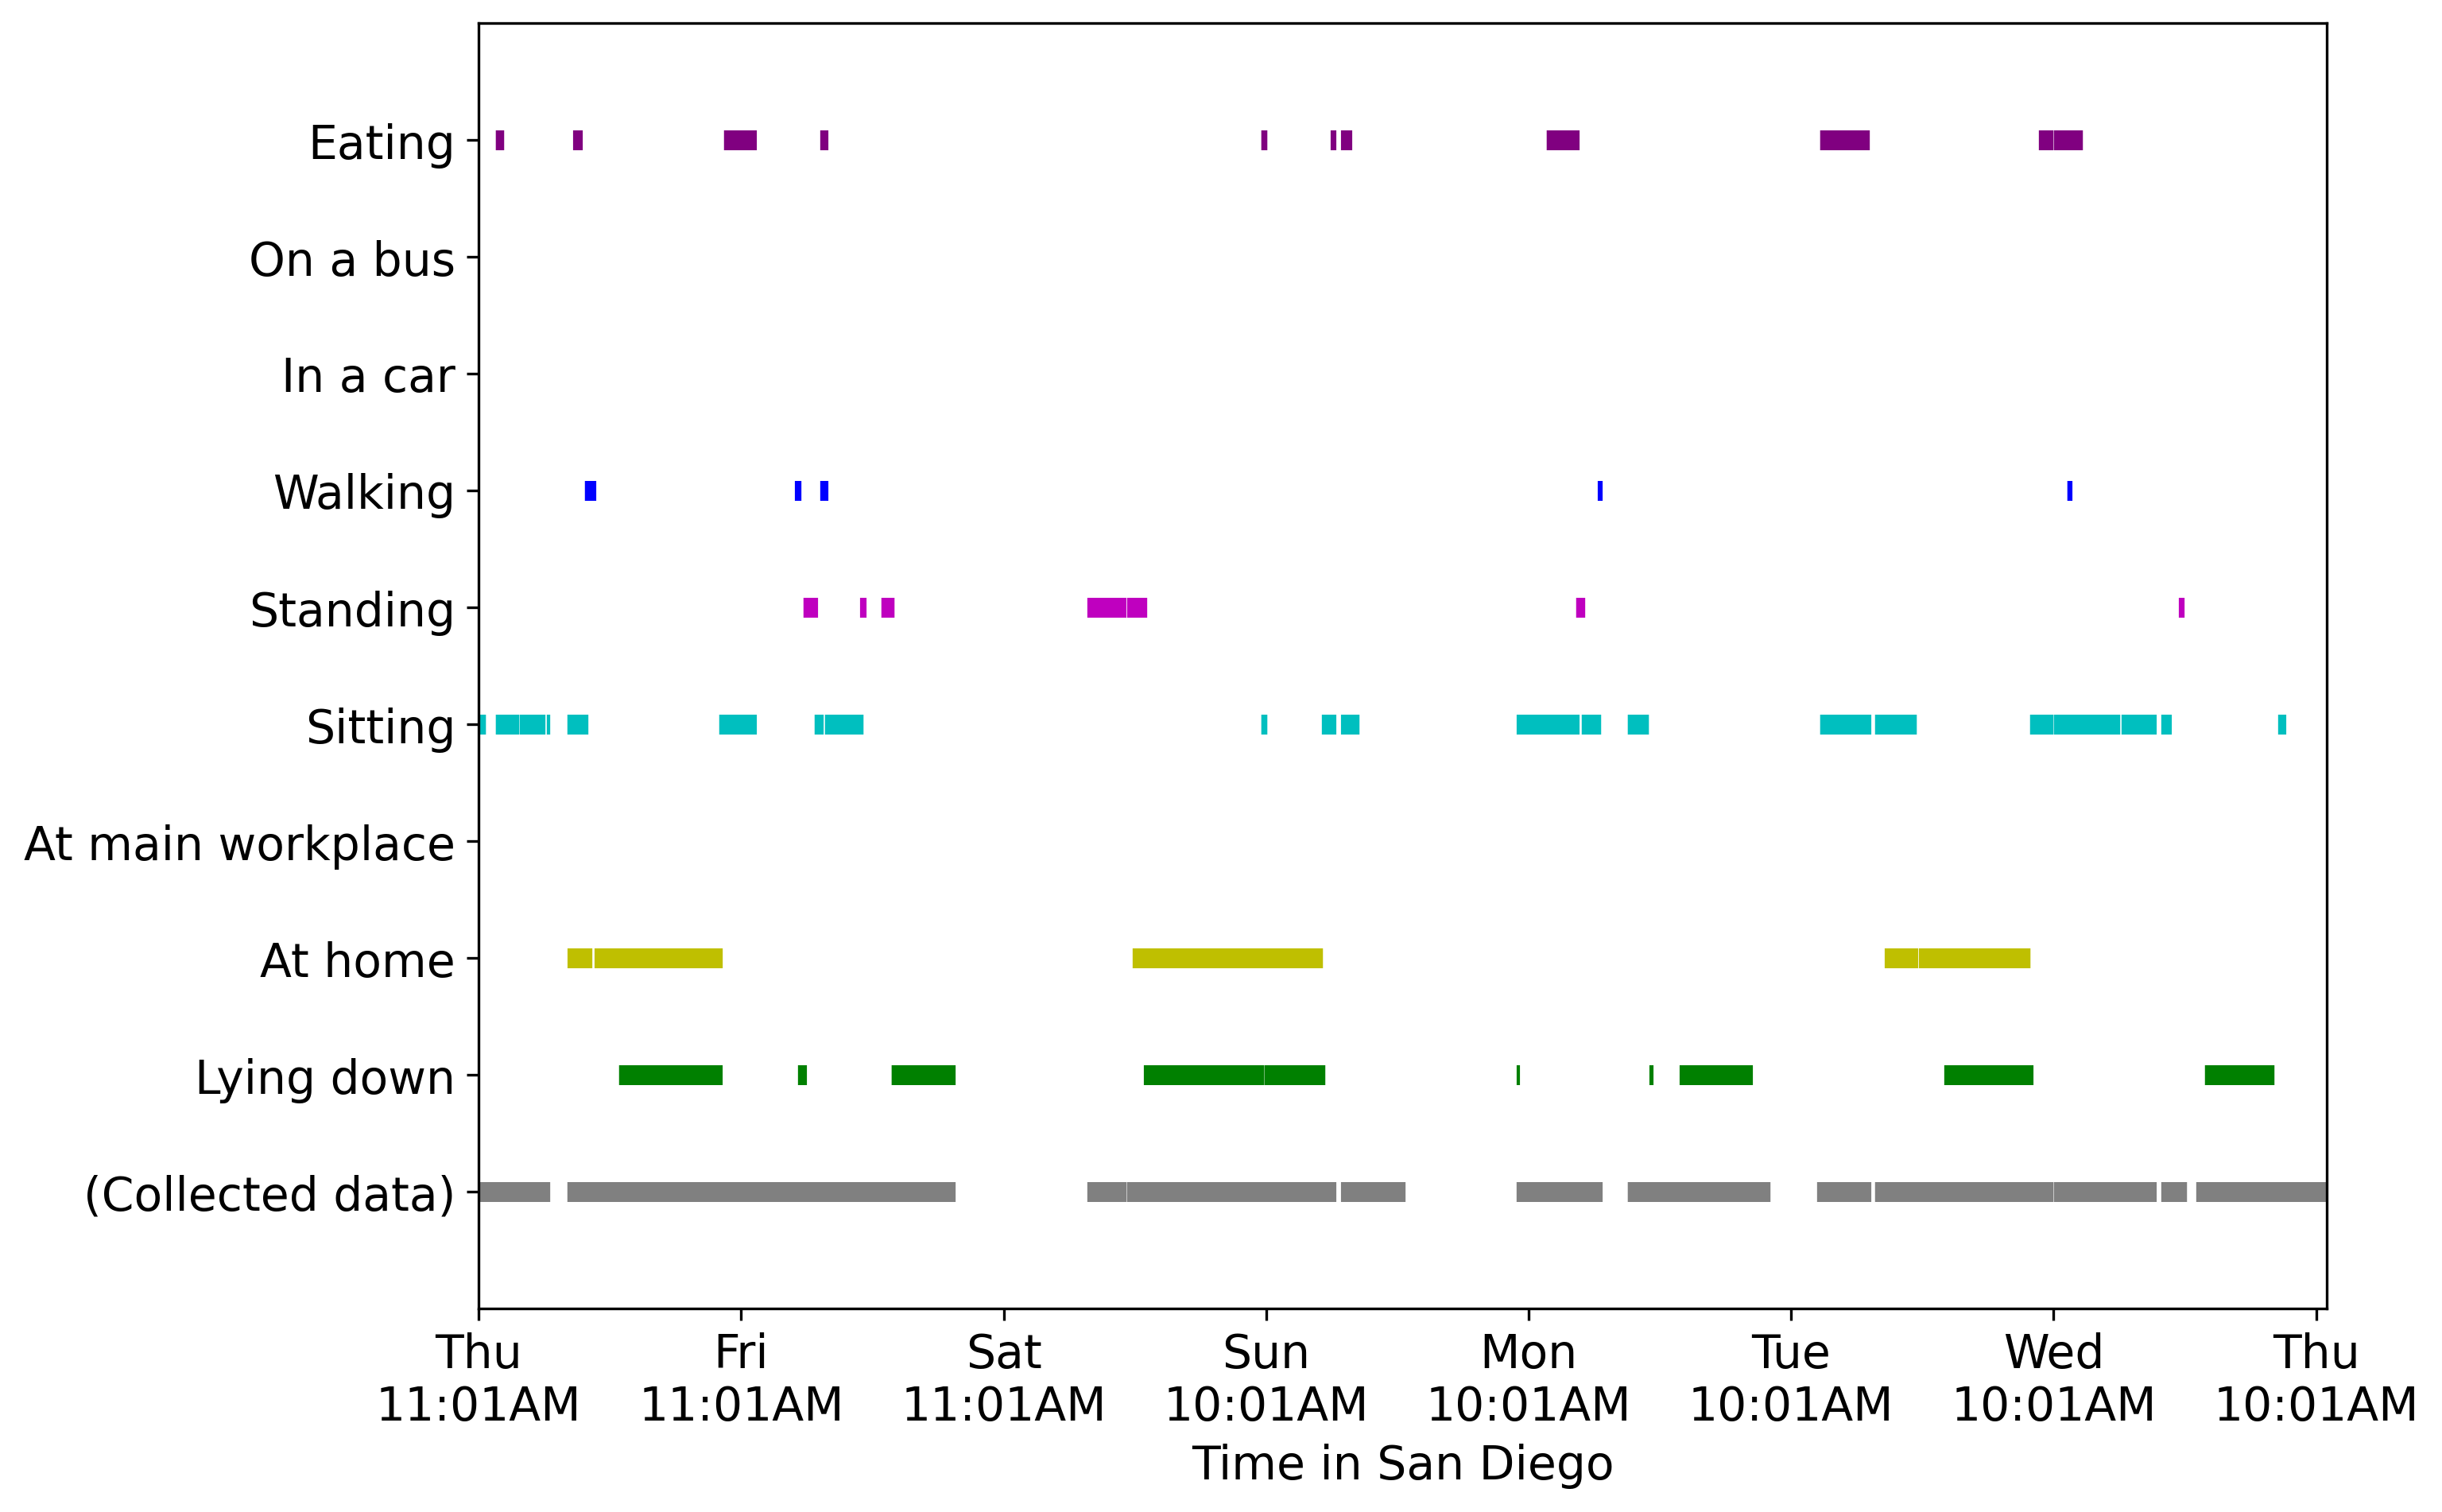 Eating
On a bus
In a car
Walking
Standing
Sitting
At main workplace
At home
Lying down
(Collected data)
Thu Fri Sat Sun Mon Tue Wed Thu
11:01AM 11:01AM 11:01AM 10:01AM 10:01AM 10:01AM 10:01AM 10:01AM
Time in San Diego